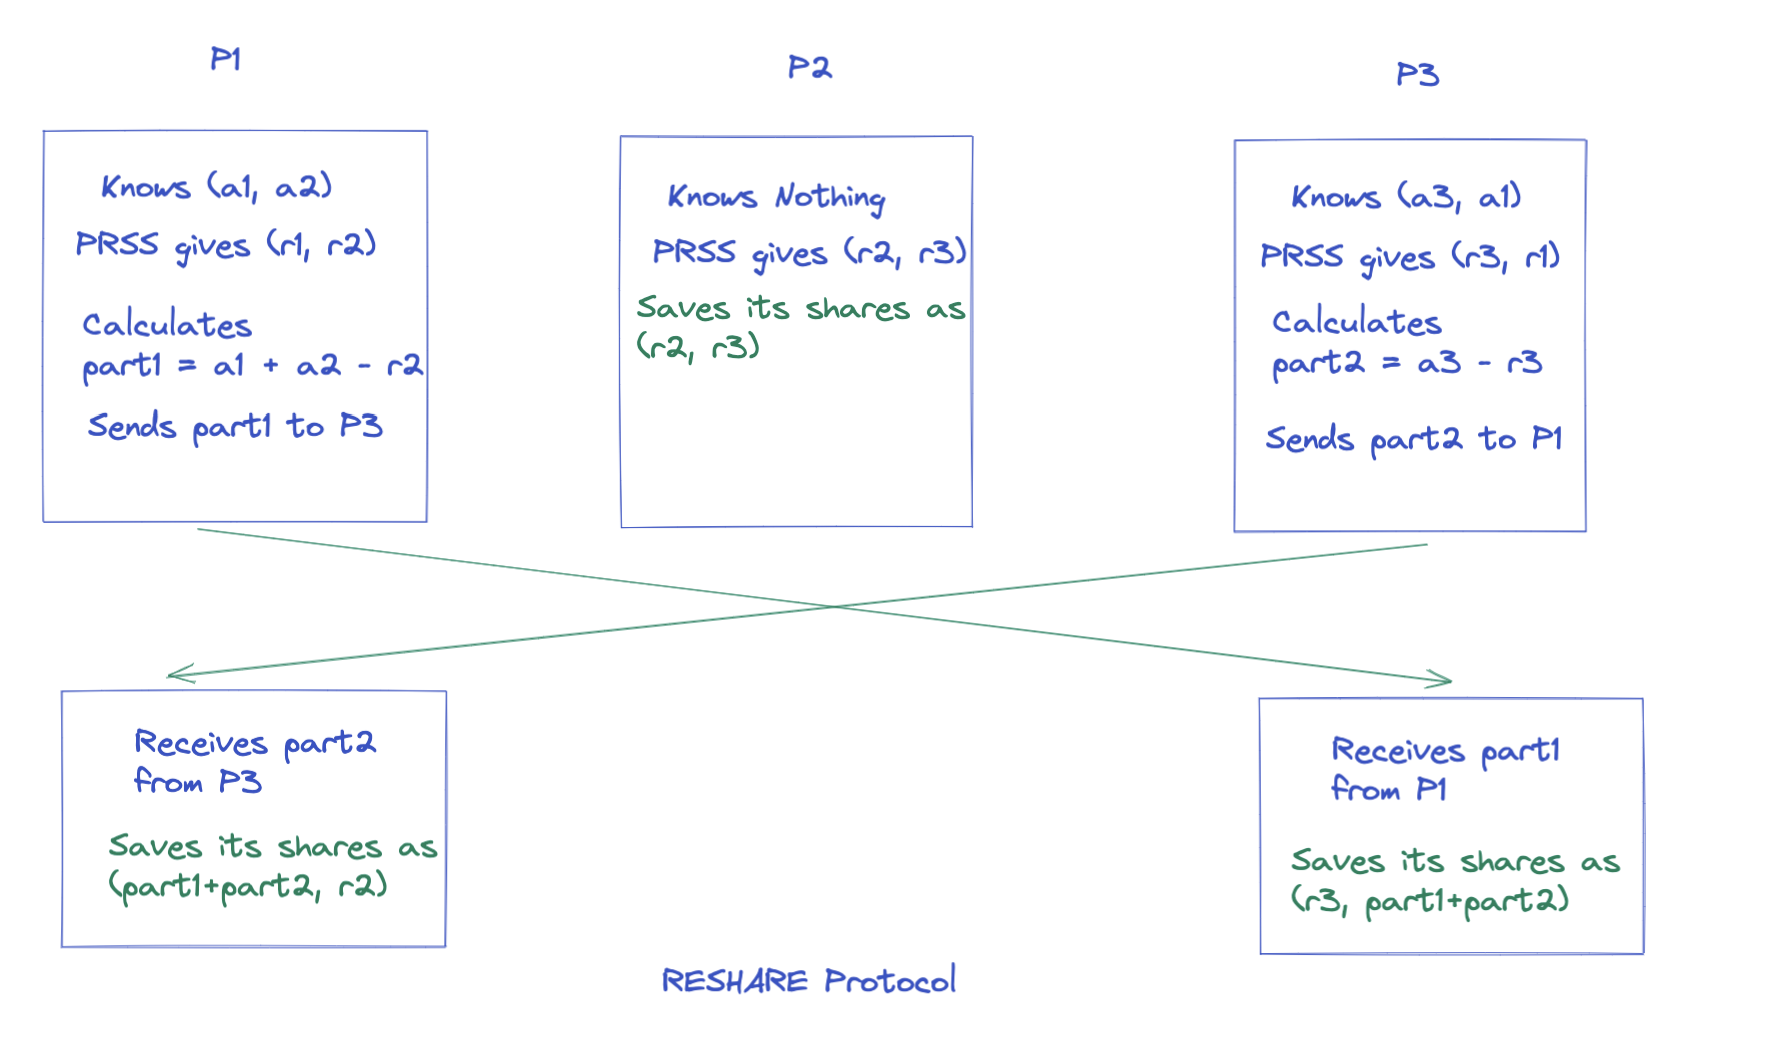 P1
P2
P3
Knows (a1, a2)
PRSS gives (r1, r2)
Calculates
part1 = a1 + a2 - r2
Sends part1 to P3
Knows Nothing
PRSS gives (r2, r3)
Saves its shares as
(r2, r3)
Knows (a3, a1)
PRSS gives (r3, r1)
Calculates
part2 = a3 - r3
Sends part2 to P1
Receives part2
from P3
Saves its shares as
(part1+part2, r2)
Receives part1
from P1
Saves its shares as
(r3, part1+part2)
RESHARE Protocol